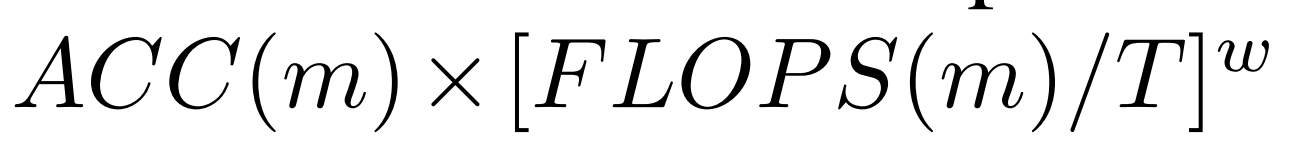 ACC(m) × [FLOPS(m)/T]^w